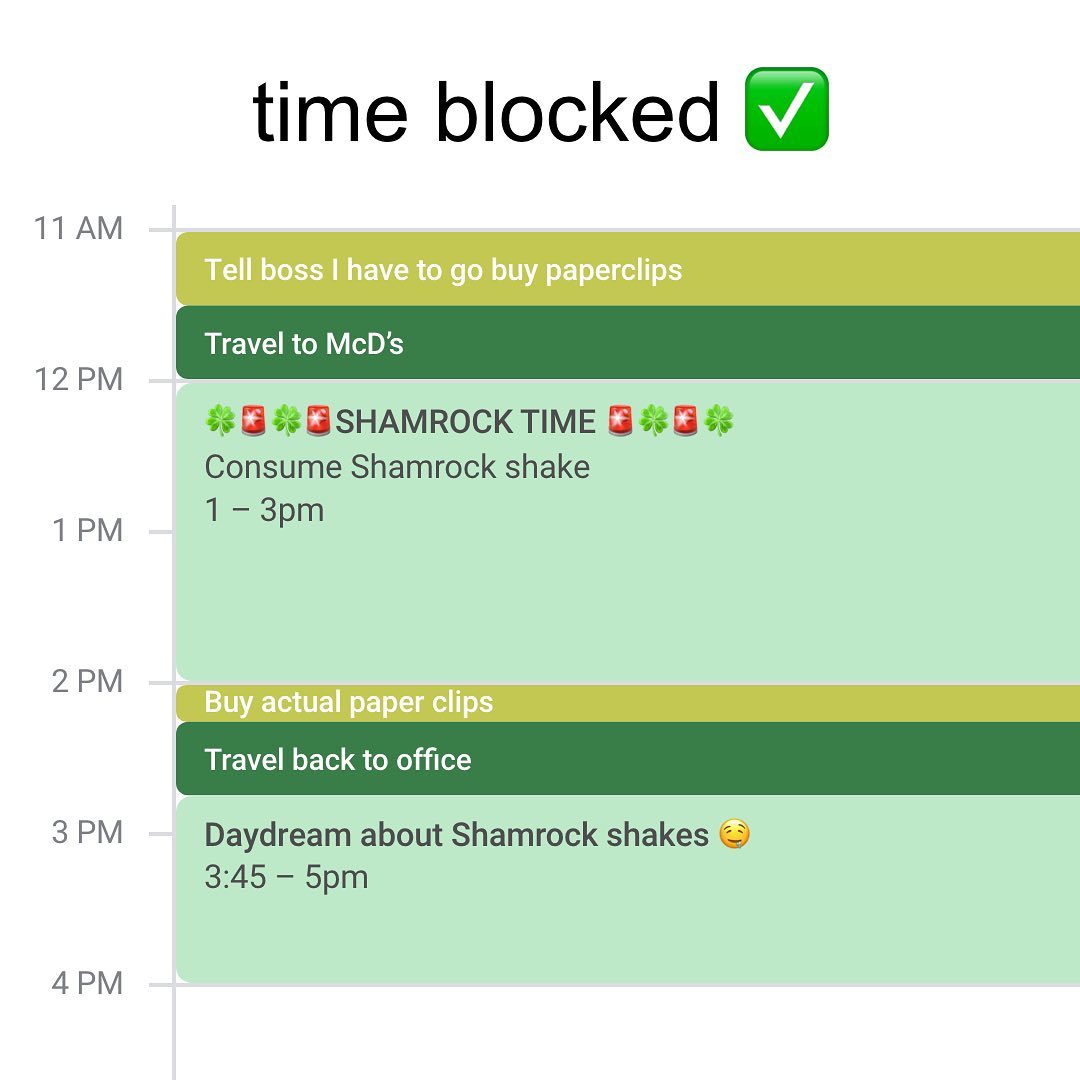 time blocked ✅
11 AM
Tell boss I have to go buy paperclips
Travel to McD’s
12 PM
🍀🚨🍀🚨SHAMROCK TIME 🚨🍀🚨🍀
Consume Shamrock shake
1 – 3pm
1 PM
2 PM
Buy actual paper clips
Travel back to office
3 PM
Daydream about Shamrock shakes 🤤
3:45 – 5pm
4 PM